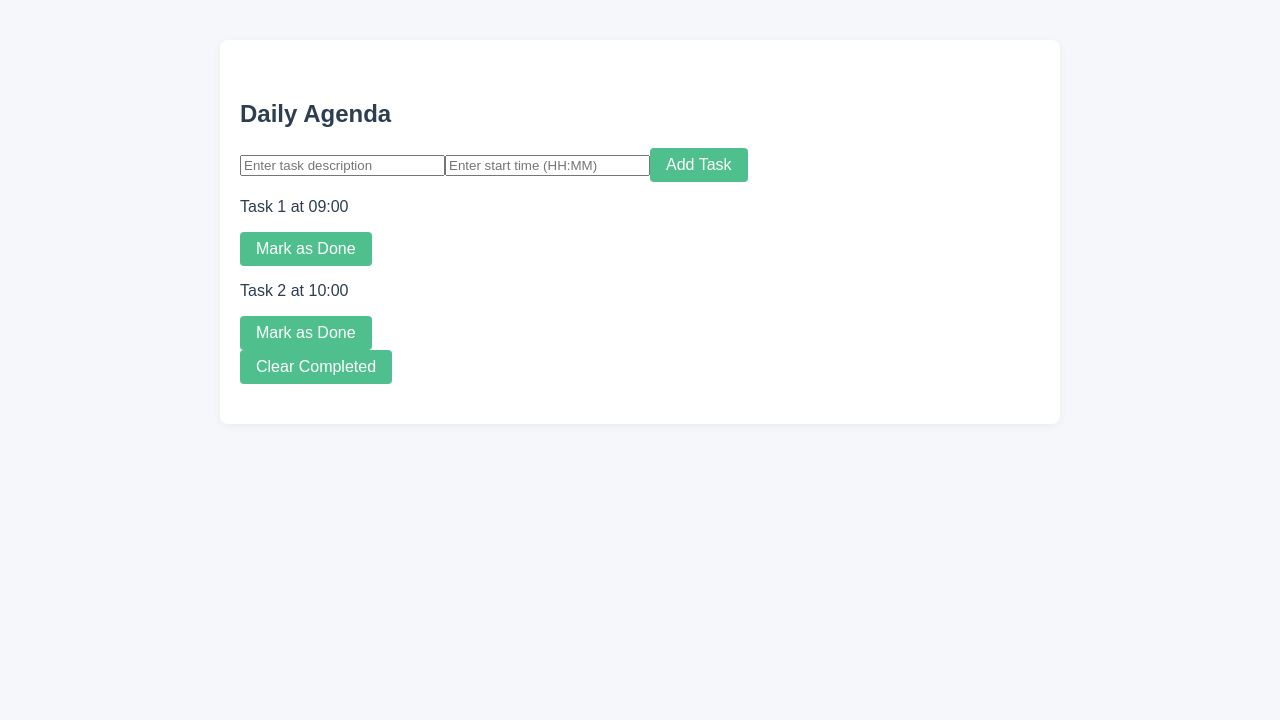 Daily Agenda
Enter task description Enter start time (HH:MM) Add Task
Task 1 at 09:00
Mark as Done
Task 2 at 10:00
Mark as Done
Clear Completed